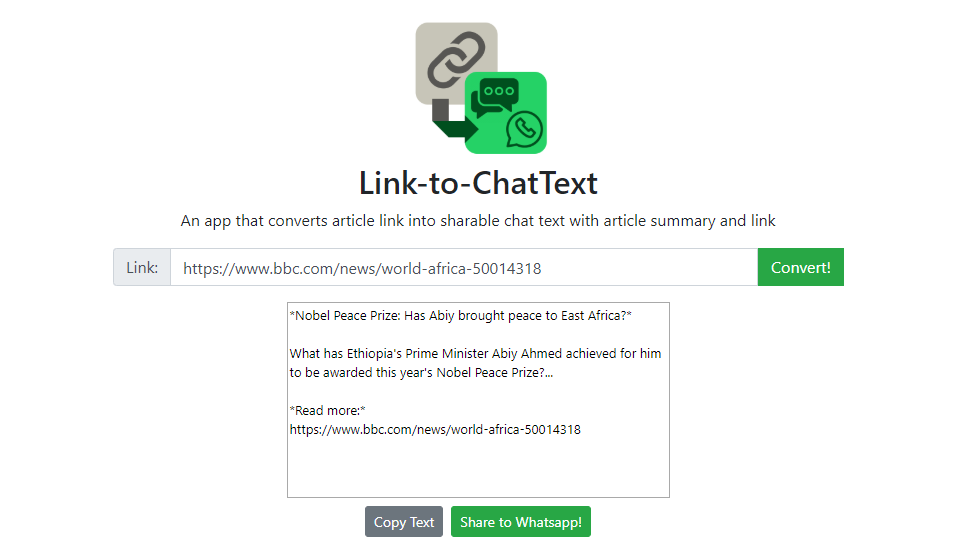 Link-to-ChatText
An app that converts article link into sharable chat text with article summary and link
Link: https://www.bbc.com/news/world-africa-50014318 Convert!
*Nobel Peace Prize: Has Abiy brought peace to East Africa?*
What has Ethiopia's Prime Minister Abiy Ahmed achieved for him
to be awarded this year's Nobel Peace Prize?...
*Read more:*
https://www.bbc.com/news/world-africa-50014318
Copy Text Share to Whatsapp!